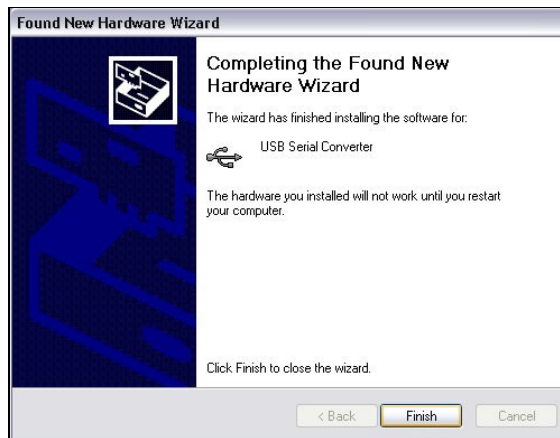 Found New Hardware Wizard
Completing the Found New
Hardware Wizard
The wizard has finished installing the software for:
USB Serial Converter
The hardware you installed will not work until you restart
your computer.
Click Finish to close the wizard.
< Back Finish Cancel